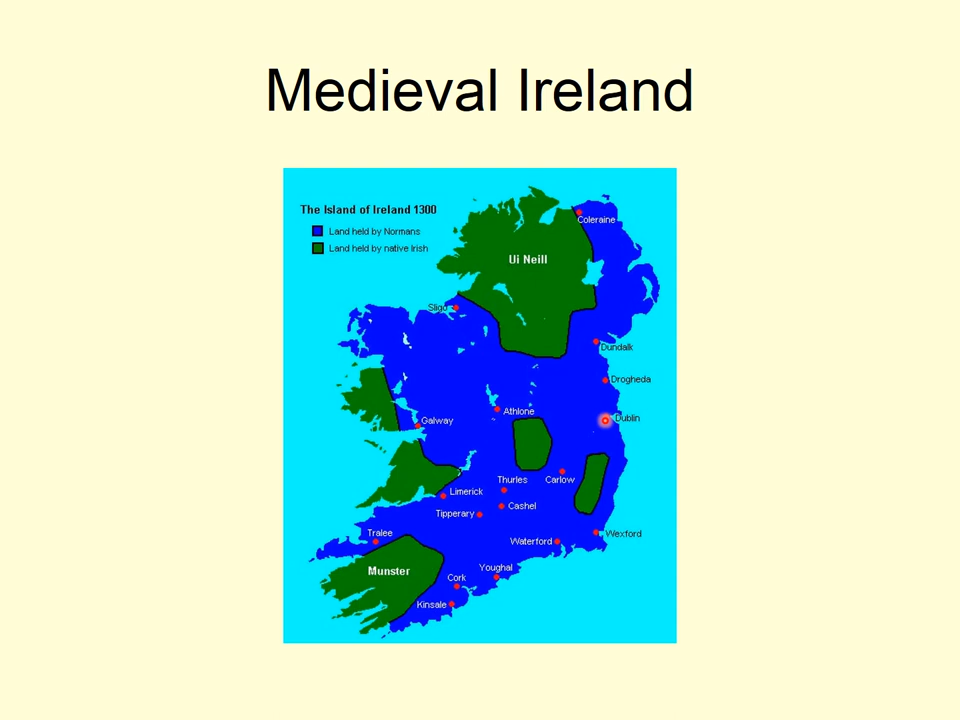 Medieval Ireland
The Island of Ireland 1300
Land held by Normans
Land held by native Irish
Coleraine
Ui Neill
Sligo
Dundalk
Drogheda
Athlone
Dublin
Galway
Thurles
Carlow
Limerick
Cashel
Tipperary
Tralee
Waterford
Wexford
Munster
Youghal
Cork
Kinsale